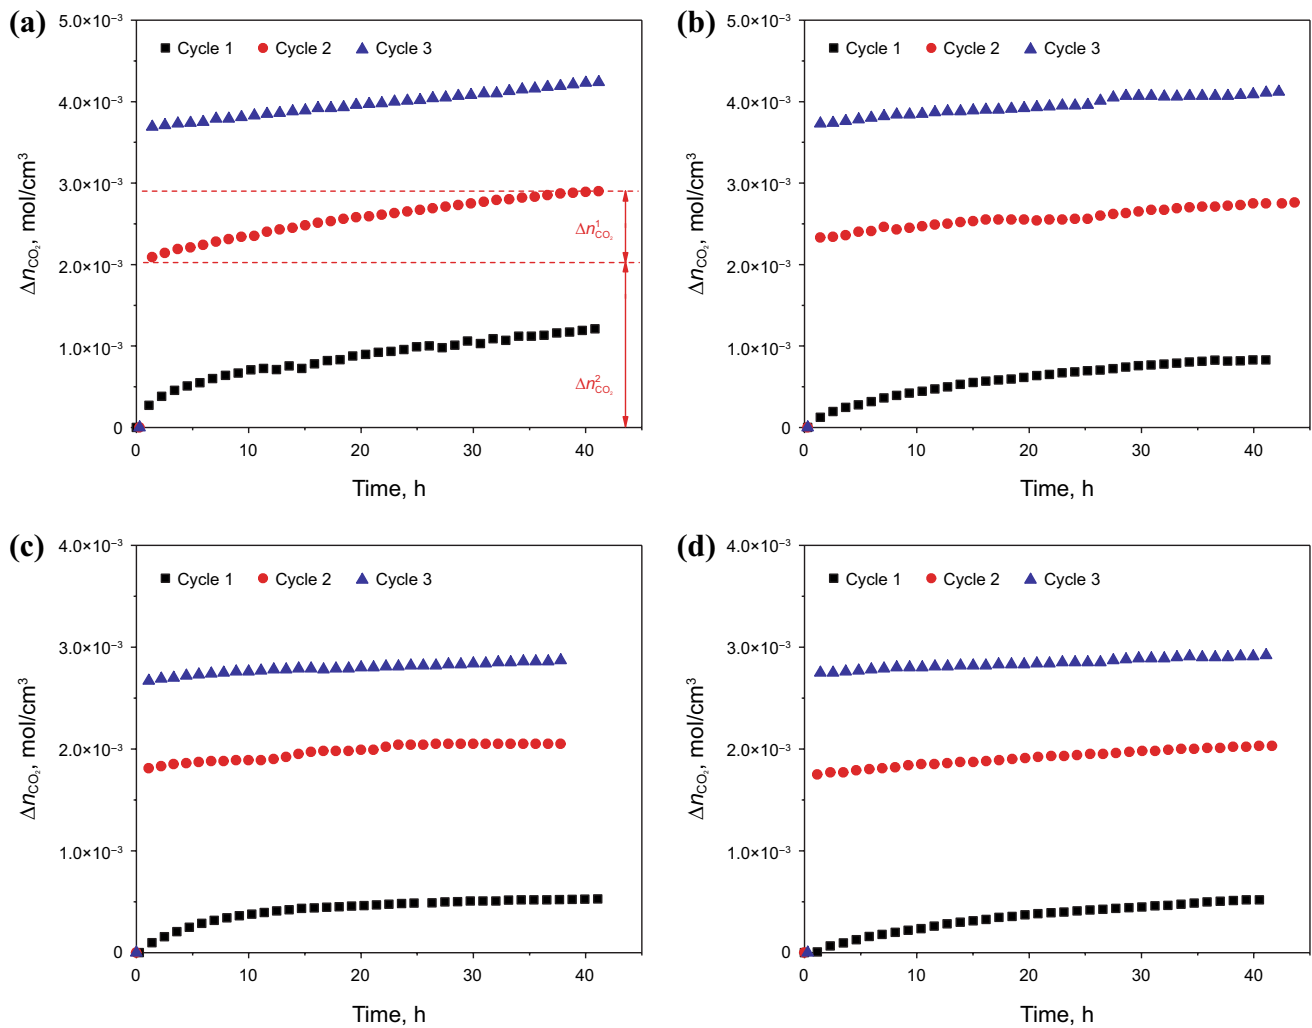 (a)
5.0×10⁻³
4.0×10⁻³
3.0×10⁻³
2.0×10⁻³
1.0×10⁻³
0
Cycle 1 Cycle 2 Cycle 3
Δn¹CO₂
Δn²CO₂
ΔnCO₂, mol/cm³
0 10 20 30 40
Time, h
(b)
5.0×10⁻³
4.0×10⁻³
3.0×10⁻³
2.0×10⁻³
1.0×10⁻³
0
Cycle 1 Cycle 2 Cycle 3
ΔnCO₂, mol/cm³
0 10 20 30 40
Time, h
(c)
4.0×10⁻³
3.0×10⁻³
2.0×10⁻³
1.0×10⁻³
0
Cycle 1 Cycle 2 Cycle 3
ΔnCO₂, mol/cm³
0 10 20 30 40
Time, h
(d)
4.0×10⁻³
3.0×10⁻³
2.0×10⁻³
1.0×10⁻³
0
Cycle 1 Cycle 2 Cycle 3
ΔnCO₂, mol/cm³
0 10 20 30 40
Time, h